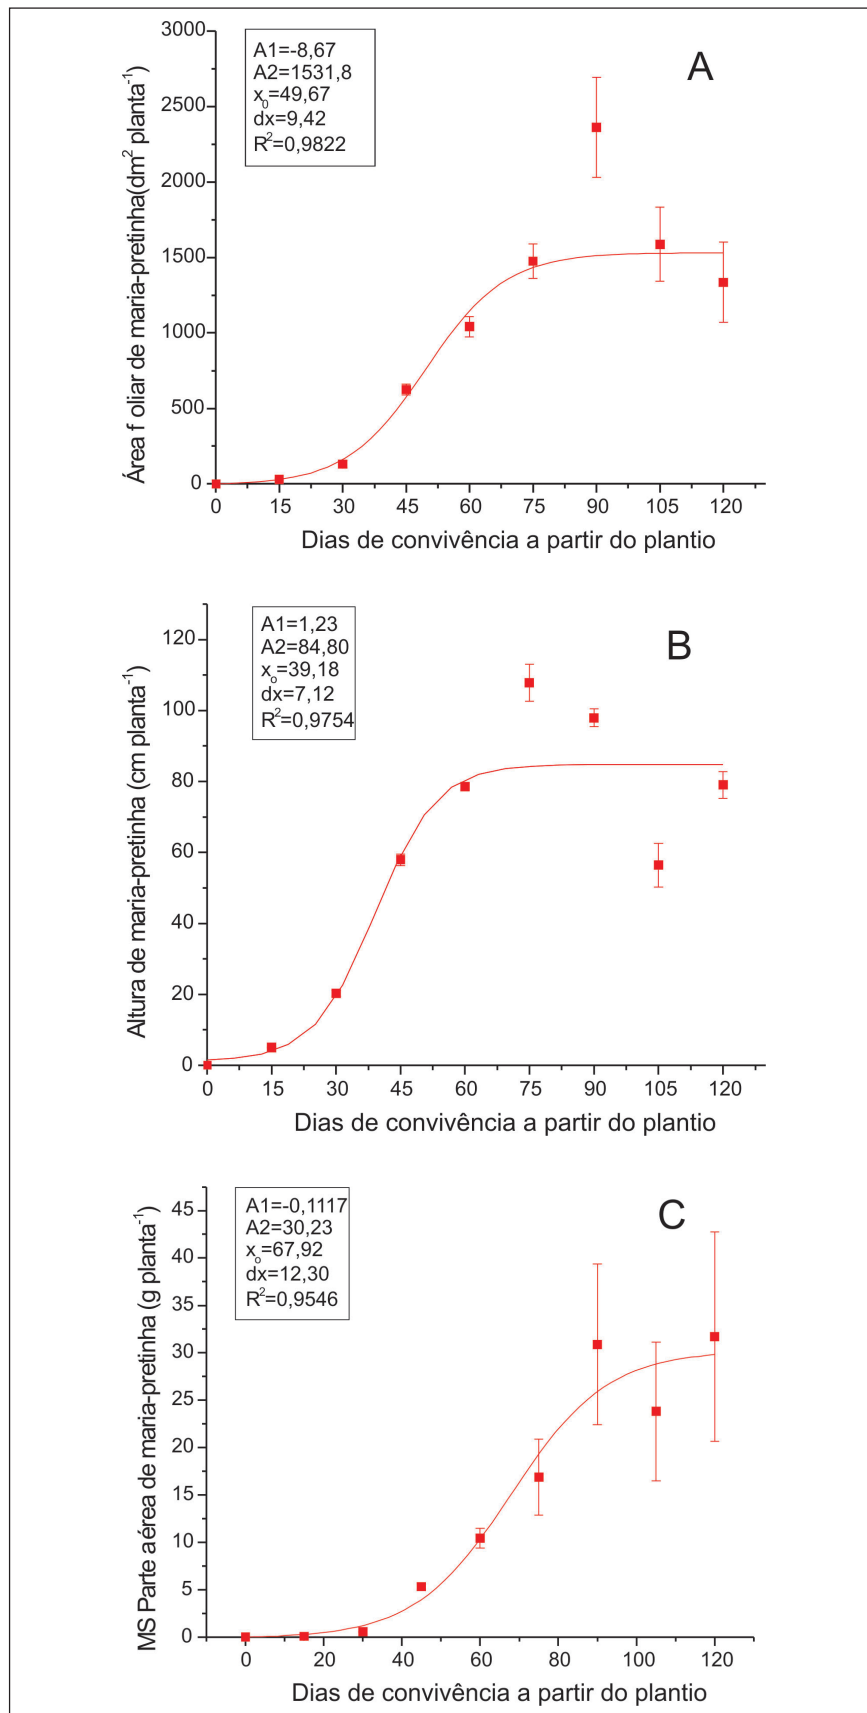 A
A1=-8,67
A2=1531,8
x₀=49,67
dx=9,42
R²=0,9822
Área f oliar de maria-pretinha(dm² planta⁻¹)
3000
2500
2000
1500
1000
500
0
0 15 30 45 60 75 90 105 120
Dias de convivência a partir do plantio
B
A1=1,23
A2=84,80
xₒ=39,18
dx=7,12
R²=0,9754
Altura de maria-pretinha (cm planta⁻¹)
120
100
80
60
40
20
0
0 15 30 45 60 75 90 105 120
Dias de convivência a partir do plantio
C
A1=-0,1117
A2=30,23
xₒ=67,92
dx=12,30
R²=0,9546
MS Parte aérea de maria-pretinha (g planta⁻¹)
45
40
35
30
25
20
15
10
5
0
0 20 40 60 80 100 120
Dias de convivência a partir do plantio